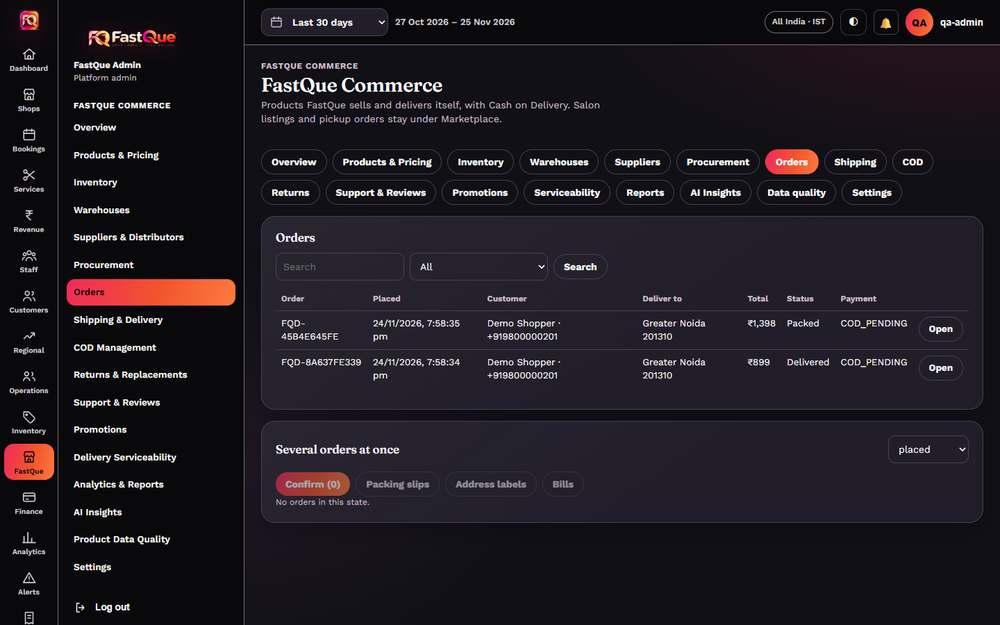 Dashboard
Shops
Bookings
Services
Revenue
Staff
Customers
Regional
Operations
Inventory
FastQue
Finance
Analytics
Alerts
FastQue
FastQue Admin
Platform admin
FASTQUE COMMERCE
Overview
Products & Pricing
Inventory
Warehouses
Suppliers & Distributors
Procurement
Orders
Shipping & Delivery
COD Management
Returns & Replacements
Support & Reviews
Promotions
Delivery Serviceability
Analytics & Reports
AI Insights
Product Data Quality
Settings
Log out
Last 30 days 27 Oct 2026 – 25 Nov 2026 All India · IST QA qa-admin
FASTQUE COMMERCE
FastQue Commerce
Products FastQue sells and delivers itself, with Cash on Delivery. Salon
listings and pickup orders stay under Marketplace.
Overview Products & Pricing Inventory Warehouses Suppliers Procurement Orders Shipping COD
Returns Support & Reviews Promotions Serviceability Reports AI Insights Data quality Settings
Orders
Search All Search
Order Placed Customer Deliver to Total Status Payment
FQD- 24/11/2026, 7:58:35 Demo Shopper · Greater Noida ₹1,398 Packed COD_PENDING Open
45B4E645FE pm +919800000201 201310
FQD-8A637FE339 24/11/2026, 7:58:34 Demo Shopper · Greater Noida ₹899 Delivered COD_PENDING Open
pm +919800000201 201310
Several orders at once placed
Confirm (0) Packing slips Address labels Bills
No orders in this state.